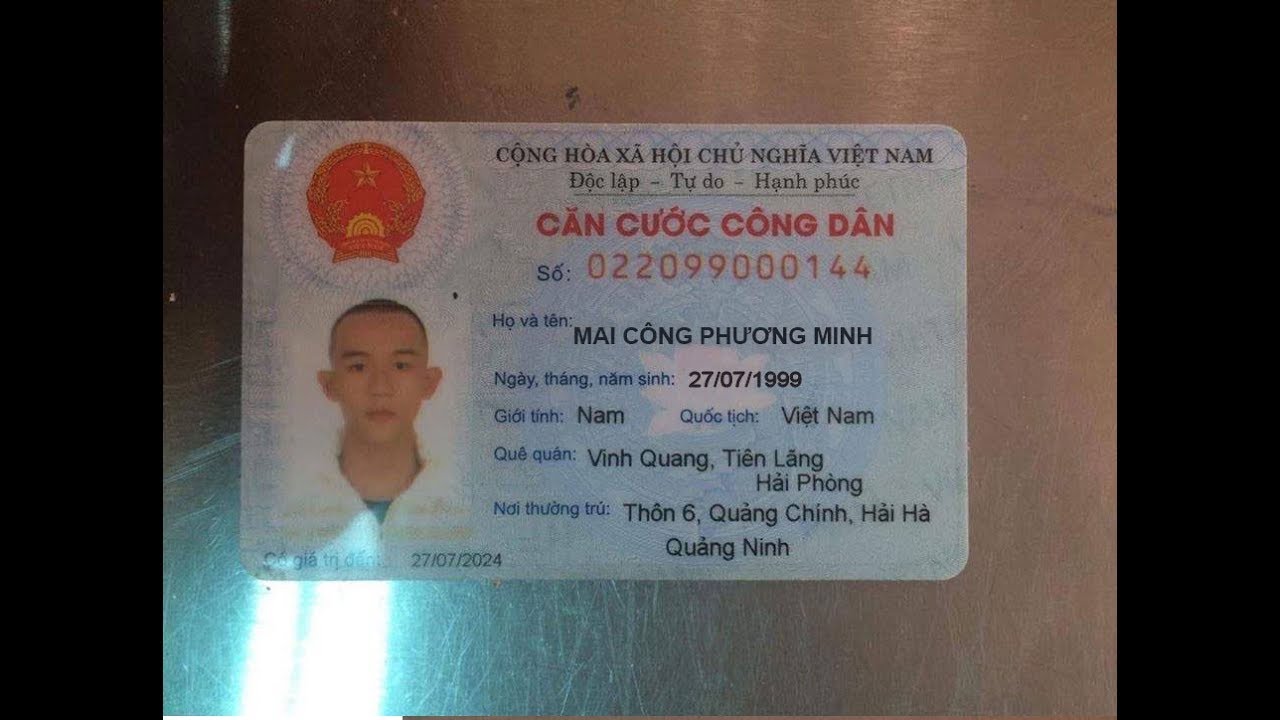 CỘNG HÒA XÃ HỘI CHỦ NGHĨA VIỆT NAM
Độc lập – Tự do – Hạnh phúc
CĂN CƯỚC CÔNG DÂN
Số: 022099000144
Họ và tên: MAI CÔNG PHƯƠNG MINH
Ngày, tháng, năm sinh: 27/07/1999
Giới tính: Nam Quốc tịch: Việt Nam
Quê quán: Vinh Quang, Tiên Lãng
Hải Phòng
Nơi thường trú: Thôn 6, Quảng Chính, Hải Hà
Quảng Ninh
Có giá trị đến: 27/07/2024